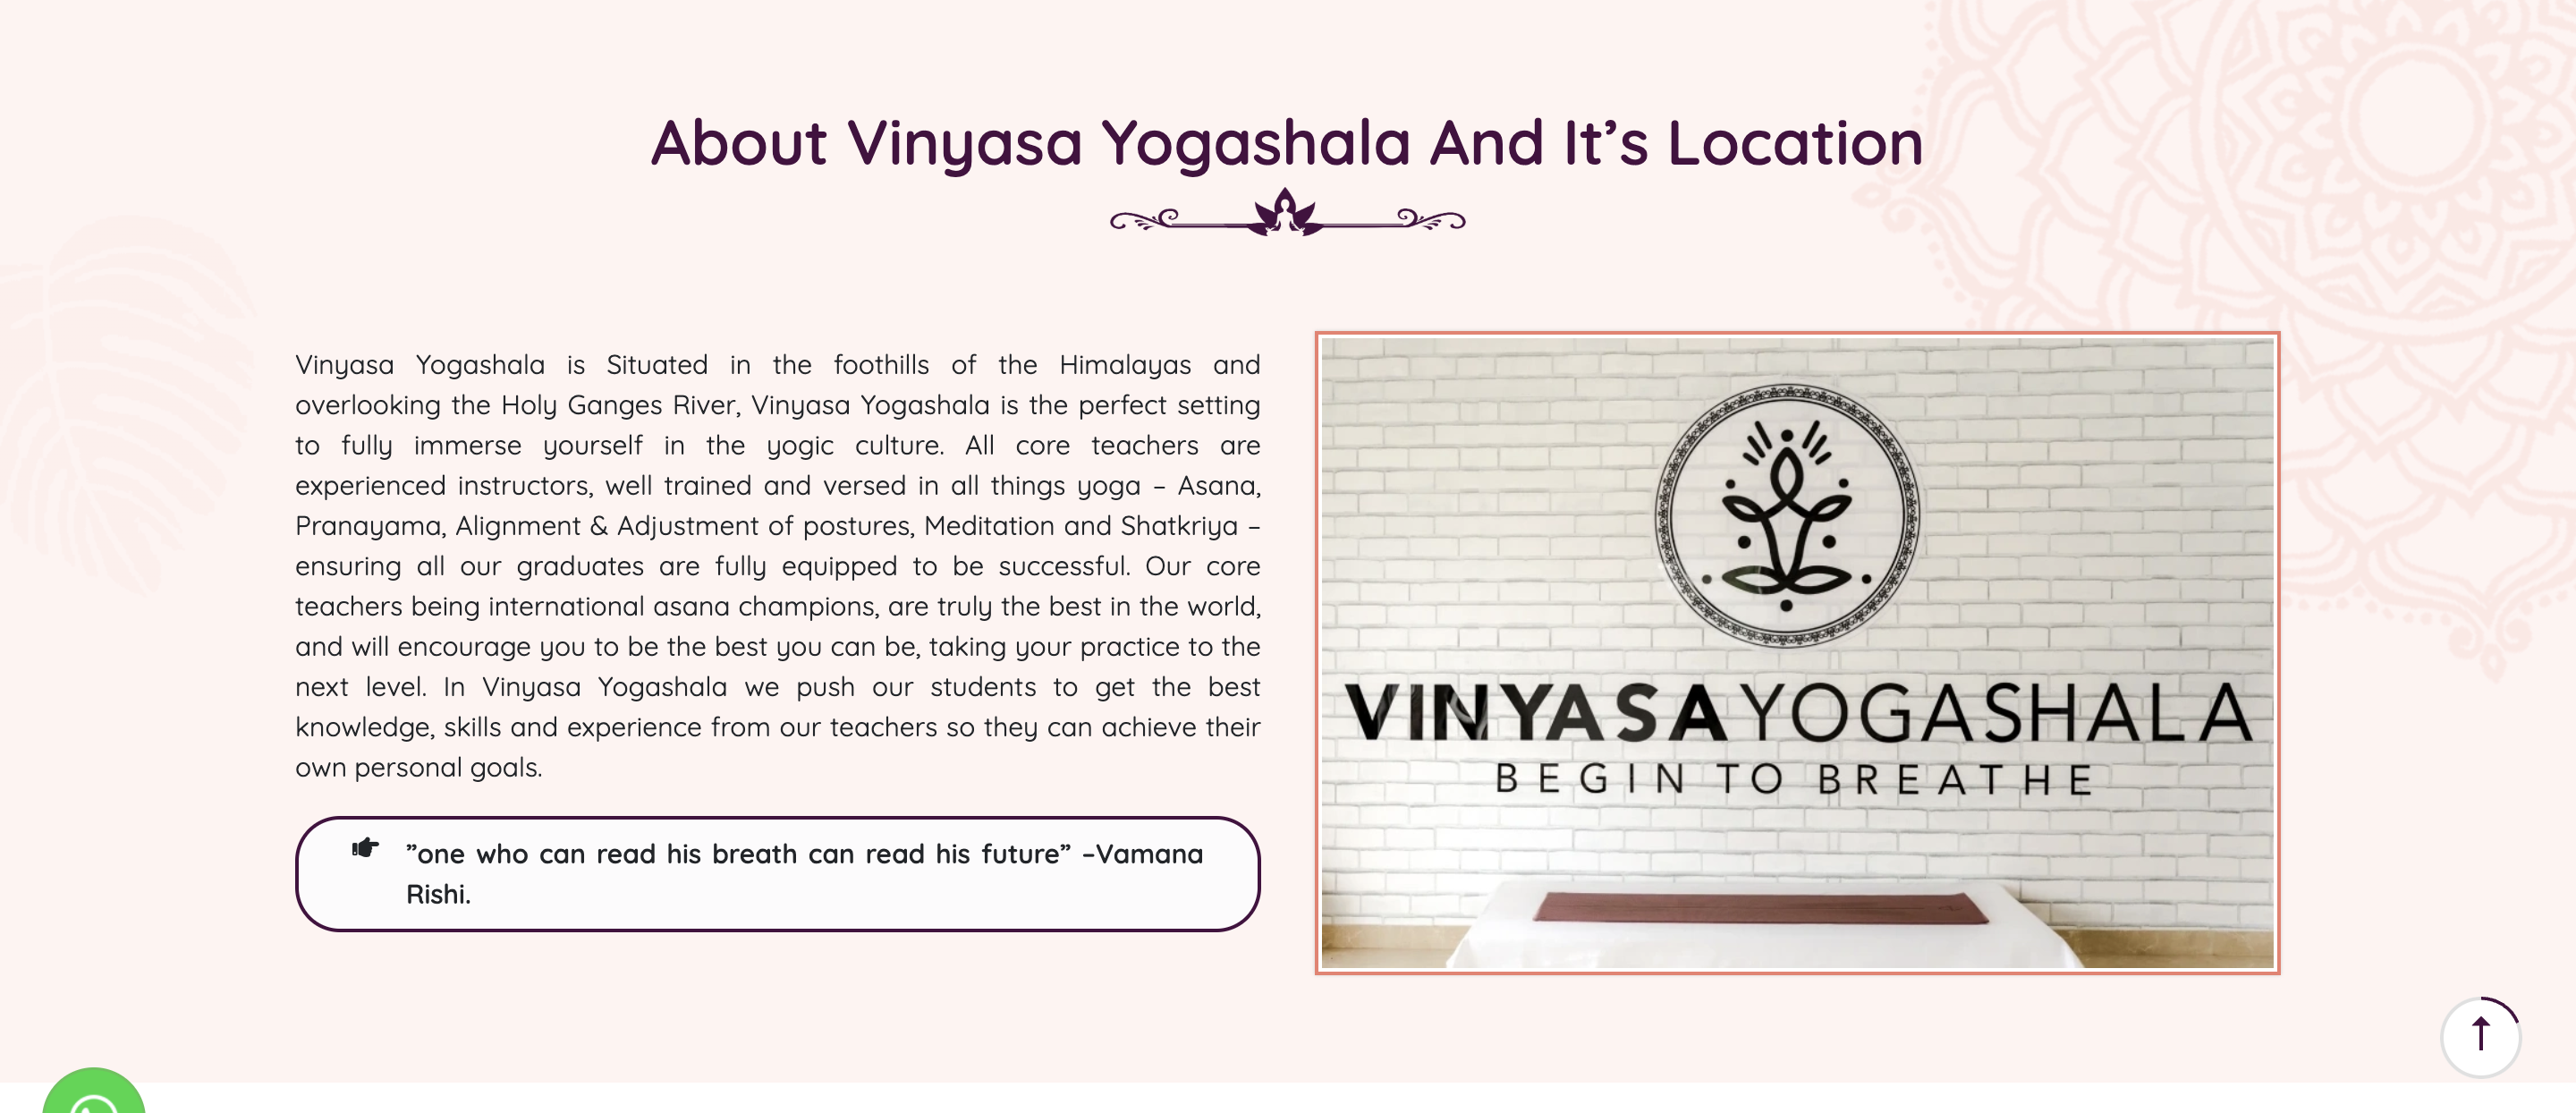 About Vinyasa Yogashala And It’s Location
Vinyasa Yogashala is Situated in the foothills of the Himalayas and
overlooking the Holy Ganges River, Vinyasa Yogashala is the perfect setting
to fully immerse yourself in the yogic culture. All core teachers are
experienced instructors, well trained and versed in all things yoga – Asana,
Pranayama, Alignment & Adjustment of postures, Meditation and Shatkriya –
ensuring all our graduates are fully equipped to be successful. Our core
teachers being international asana champions, are truly the best in the world,
and will encourage you to be the best you can be, taking your practice to the
next level. In Vinyasa Yogashala we push our students to get the best
knowledge, skills and experience from our teachers so they can achieve their
own personal goals.
”one who can read his breath can read his future” –Vamana
Rishi.
VINYASAYOGASHALA
BEGIN TO BREATHE